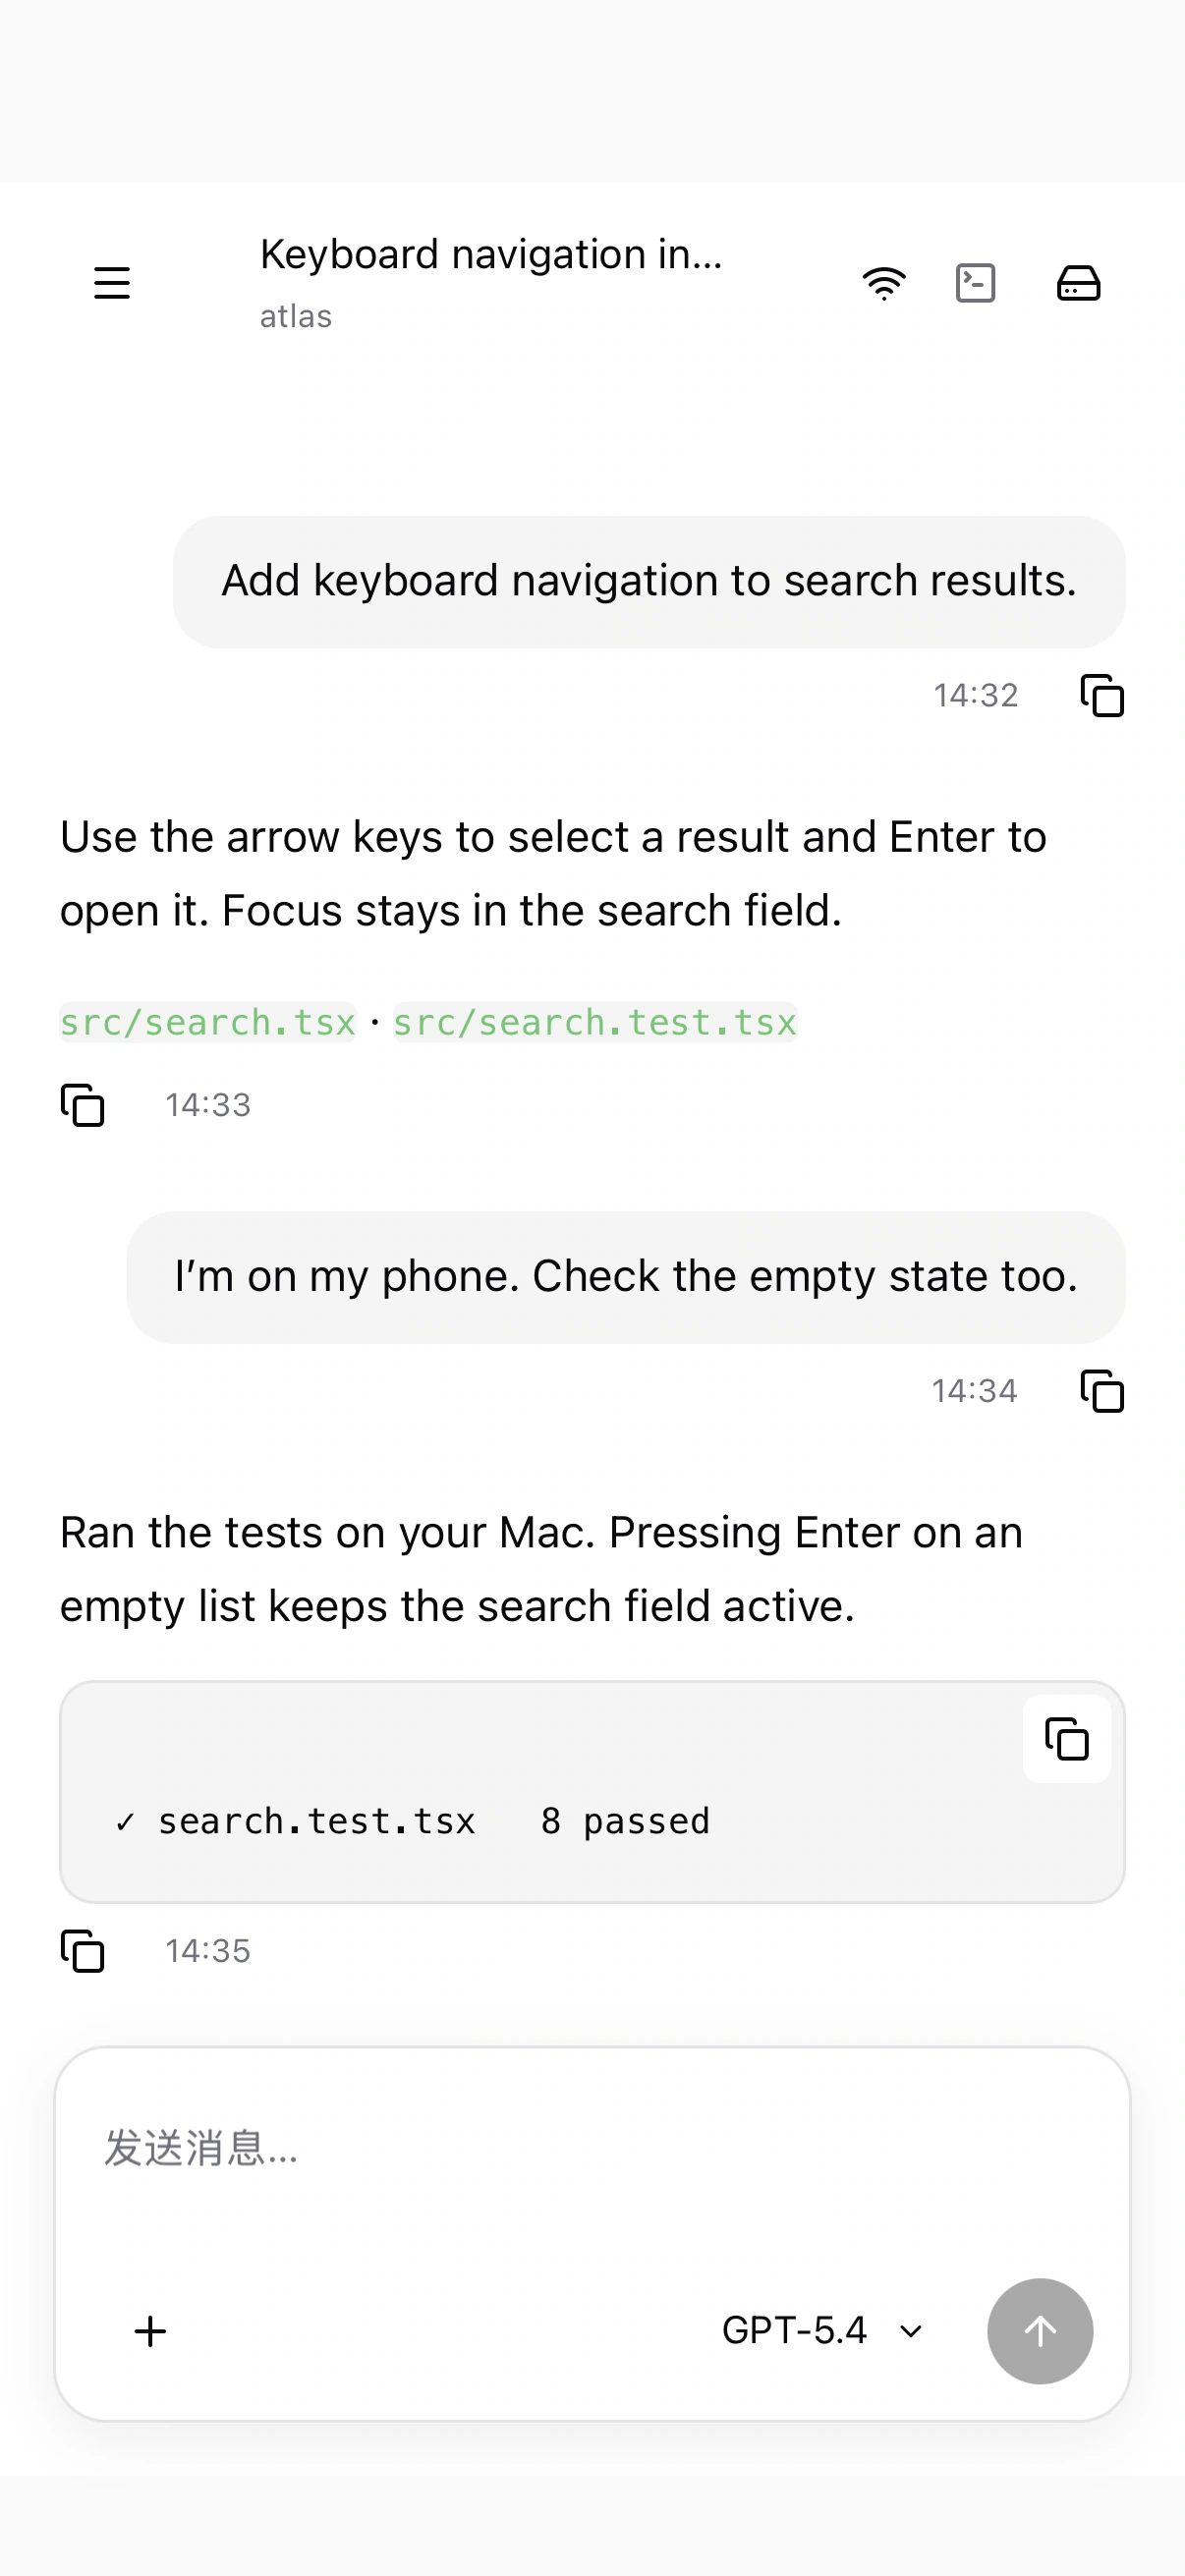 Keyboard navigation in...
atlas
Add keyboard navigation to search results.
14:32
Use the arrow keys to select a result and Enter to
open it. Focus stays in the search field.
src/search.tsx · src/search.test.tsx
14:33
I’m on my phone. Check the empty state too.
14:34
Ran the tests on your Mac. Pressing Enter on an
empty list keeps the search field active.
✓ search.test.tsx   8 passed
14:35
发送消息...
GPT-5.4